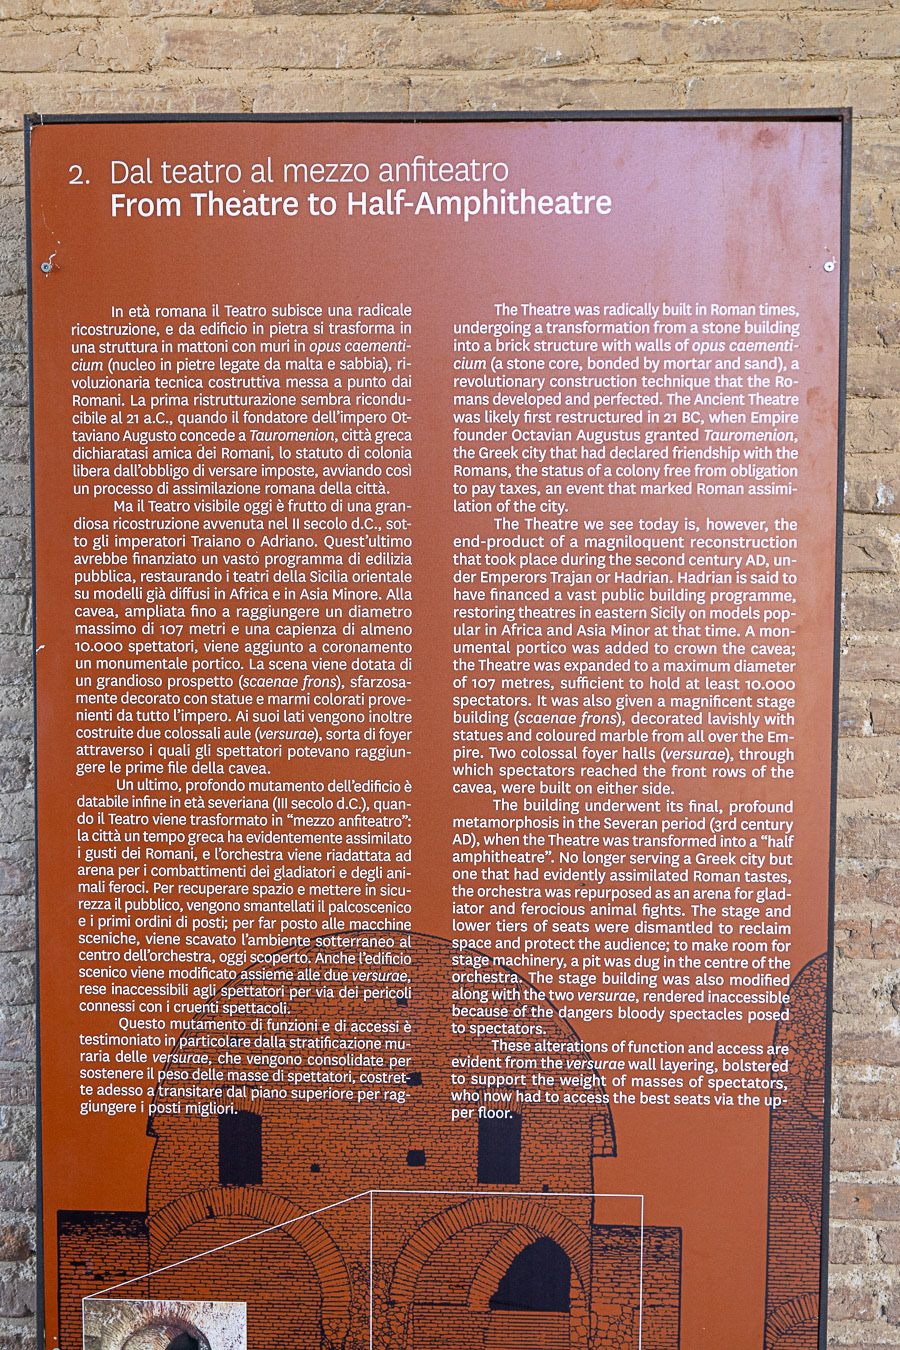 2. Dal teatro al mezzo anfiteatro
From Theatre to Half-Amphitheatre
In età romana il Teatro subisce una radicale
ricostruzione, e da edificio in pietra si trasforma in
una struttura in mattoni con muri in opus caementi-
cium (nucleo in pietre legate da malta e sabbia), ri-
voluzionaria tecnica costruttiva messa a punto dai
Romani. La prima ristrutturazione sembra ricondu-
cibile al 21 a.C., quando il fondatore dell'impero Ot-
taviano Augusto concede a Tauromenion, città greca
dichiaratasi amica dei Romani, lo statuto di colonia
libera dall'obbligo di versare imposte, avviando così
un processo di assimilazione romana della città.
Ma il Teatro visibile oggi è frutto di una gran-
diosa ricostruzione avvenuta nel II secolo d.C., sot-
to gli imperatori Traiano o Adriano. Quest'ultimo
avrebbe finanziato un vasto programma di edilizia
pubblica, restaurando i teatri della Sicilia orientale
su modelli già diffusi in Africa e in Asia Minore. Alla
cavea, ampliata fino a raggiungere un diametro
massimo di 107 metri e una capienza di almeno
10.000 spettatori, viene aggiunto a coronamento
un monumentale portico. La scena viene dotata di
un grandioso prospetto (scaenae frons), sfarzosa-
mente decorato con statue e marmi colorati prove-
nienti da tutto l'impero. Ai suoi lati vengono inoltre
costruite due colossali aule (versurae), sorta di foyer
attraverso i quali gli spettatori potevano raggiun-
gere le prime file della cavea.
Un ultimo, profondo mutamento dell'edificio è
databile infine in età severiana (III secolo d.C.), quan-
do il Teatro viene trasformato in "mezzo anfiteatro":
la città un tempo greca ha evidentemente assimilato
i gusti dei Romani, e l'orchestra viene riadattata ad
arena per i combattimenti dei gladiatori e degli ani-
mali feroci. Per recuperare spazio e mettere in sicu-
rezza il pubblico, vengono smantellati il palcoscenico
e i primi ordini di posti; per far posto alle macchine
sceniche, viene scavato l'ambiente sotterraneo al
centro dell'orchestra, oggi scoperto. Anche l'edificio
scenico viene modificato assieme alle due versurae,
rese inaccessibili agli spettatori per via dei pericoli
connessi con i cruenti spettacoli.
Questo mutamento di funzioni e di accessi è
testimoniato in particolare dalla stratificazione mu-
raria delle versurae, che vengono consolidate per
sostenere il peso delle masse di spettatori, costret-
te adesso a transitare dal piano superiore per rag-
giungere i posti migliori.
The Theatre was radically built in Roman times,
undergoing a transformation from a stone building
into a brick structure with walls of opus caementi-
cium (a stone core, bonded by mortar and sand), a
revolutionary construction technique that the Ro-
mans developed and perfected. The Ancient Theatre
was likely first restructured in 21 BC, when Empire
founder Octavian Augustus granted Tauromenion,
the Greek city that had declared friendship with the
Romans, the status of a colony free from obligation
to pay taxes, an event that marked Roman assimi-
lation of the city.
The Theatre we see today is, however, the
end-product of a magniloquent reconstruction
that took place during the second century AD, un-
der Emperors Trajan or Hadrian. Hadrian is said to
have financed a vast public building programme,
restoring theatres in eastern Sicily on models pop-
ular in Africa and Asia Minor at that time. A mon-
umental portico was added to crown the cavea;
the Theatre was expanded to a maximum diameter
of 107 metres, sufficient to hold at least 10.000
spectators. It was also given a magnificent stage
building (scaenae frons), decorated lavishly with
statues and coloured marble from all over the Em-
pire. Two colossal foyer halls (versurae), through
which spectators reached the front rows of the
cavea, were built on either side.
The building underwent its final, profound
metamorphosis in the Severan period (3rd century
AD), when the Theatre was transformed into a "half
amphitheatre". No longer serving a Greek city but
one that had evidently assimilated Roman tastes,
the orchestra was repurposed as an arena for glad-
iator and ferocious animal fights. The stage and
lower tiers of seats were dismantled to reclaim
space and protect the audience; to make room for
stage machinery, a pit was dug in the centre of the
orchestra. The stage building was also modified
along with the two versurae, rendered inaccessible
because of the dangers bloody spectacles posed
to spectators.
These alterations of function and access are
evident from the versurae wall layering, bolstered
to support the weight of masses of spectators,
who now had to access the best seats via the up-
per floor.